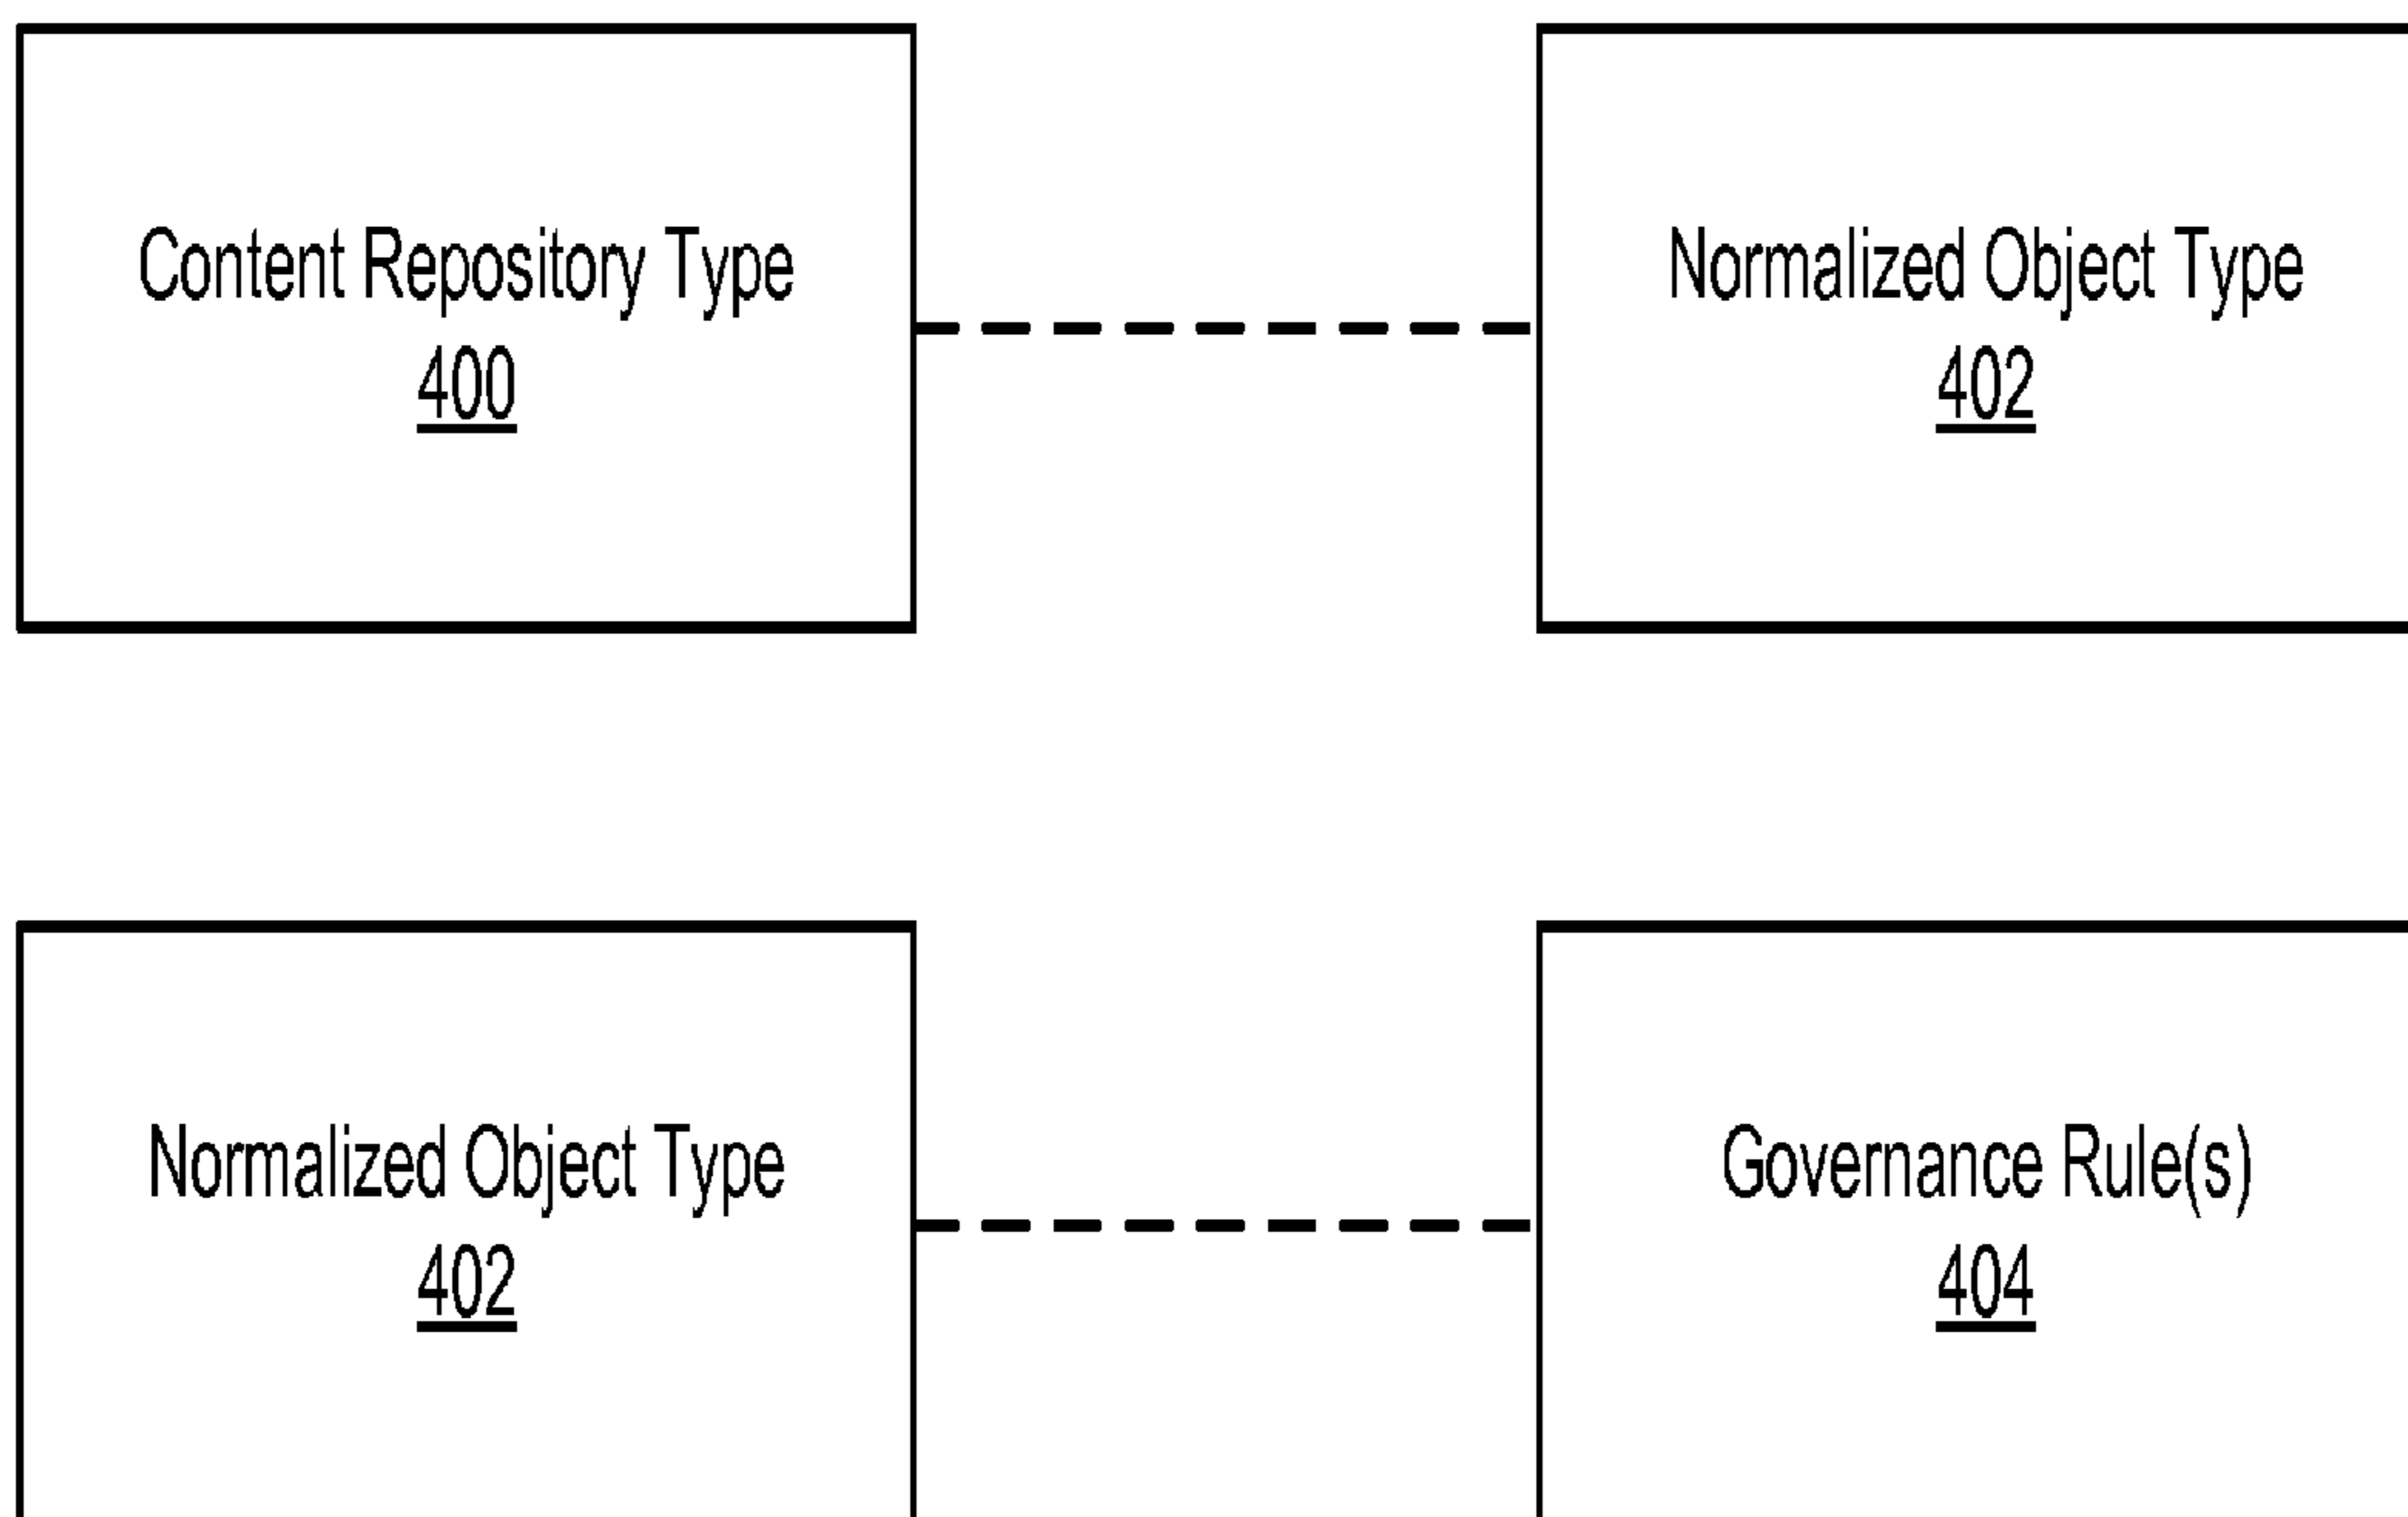 Content Repository Type
400
Normalized Object Type
402
Normalized Object Type
402
Governance Rule(s)
404